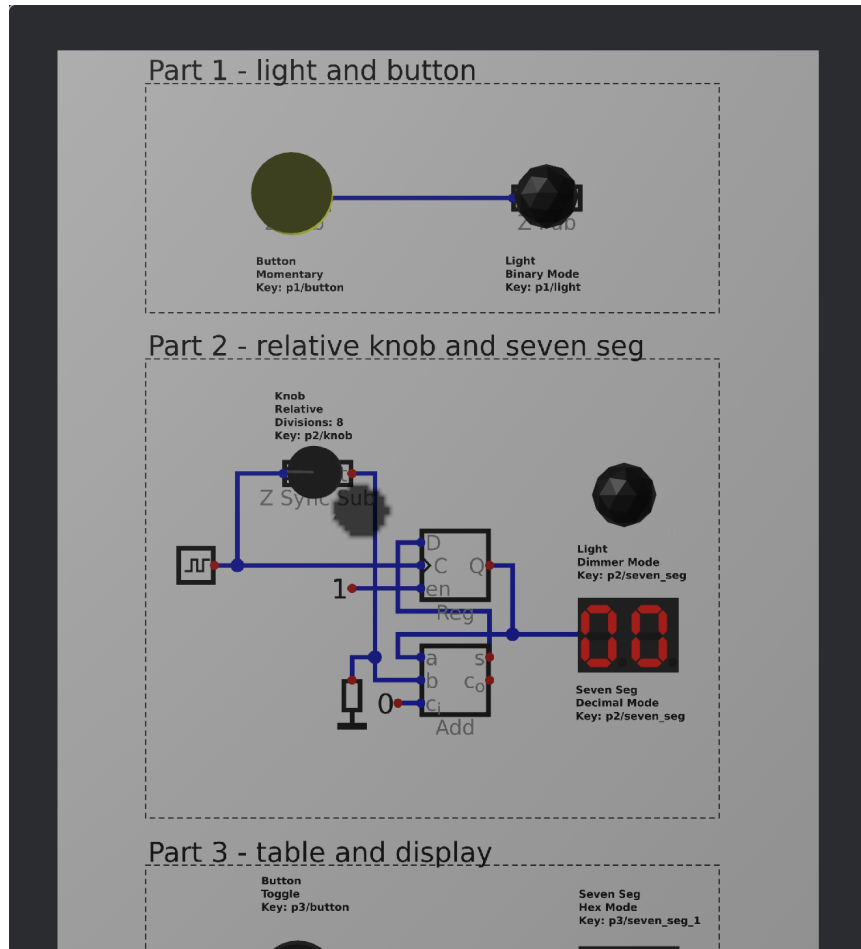 Part 1 - light and button
Button
Momentary
Key: p1/button
Light
Binary Mode
Key: p1/light
Part 2 - relative knob and seven seg
Knob
Relative
Divisions: 8
Key: p2/knob
Z Sync Sub
D
C
Q
en
1
Reg
Light
Dimmer Mode
Key: p2/seven_seg
00
a
s
b
co
0
ci
Add
Seven Seg
Decimal Mode
Key: p2/seven_seg
Part 3 - table and display
Button
Toggle
Key: p3/button
Seven Seg
Hex Mode
Key: p3/seven_seg_1